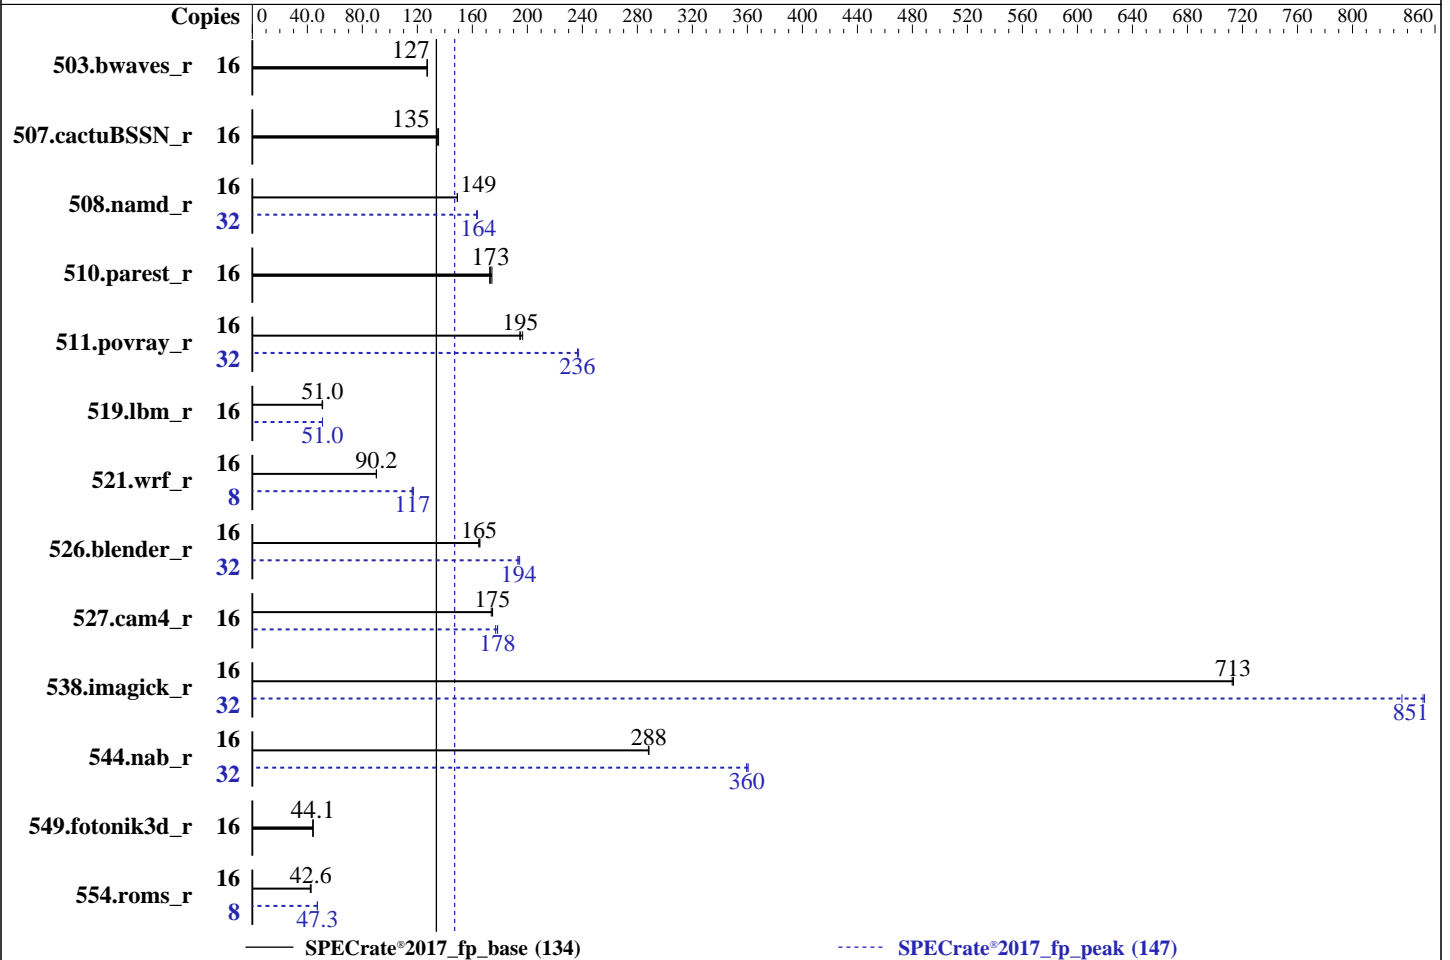 Copies 0 40.0 80.0 120 160 200 240 280 320 360 400 440 480 520 560 600 640 680 720 760 800 860
503.bwaves_r 16 127
507.cactuBSSN_r 16 135
508.namd_r 16 149
32 164
510.parest_r 16 173
511.povray_r 16 195
32 236
519.lbm_r 16 51.0
51.0
521.wrf_r 16 90.2
8 117
526.blender_r 16 165
32 194
527.cam4_r 16 175
178
538.imagick_r 16 713
32 851
544.nab_r 16 288
32 360
549.fotonik3d_r 16 44.1
554.roms_r 16 42.6
8 47.3
SPECrate®2017_fp_base (134) SPECrate®2017_fp_peak (147)